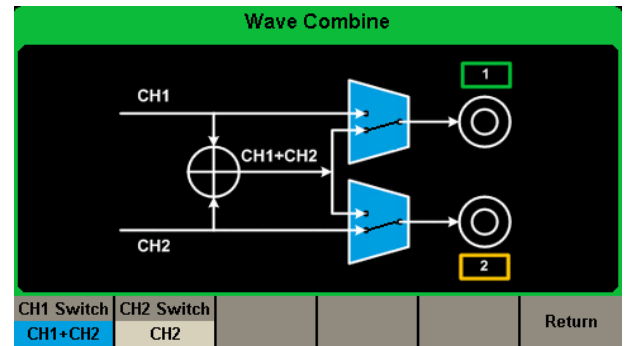 Wave Combine
1
CH1
CH1+CH2
CH2
2
CH1 Switch CH2 Switch
CH1+CH2 CH2 Return